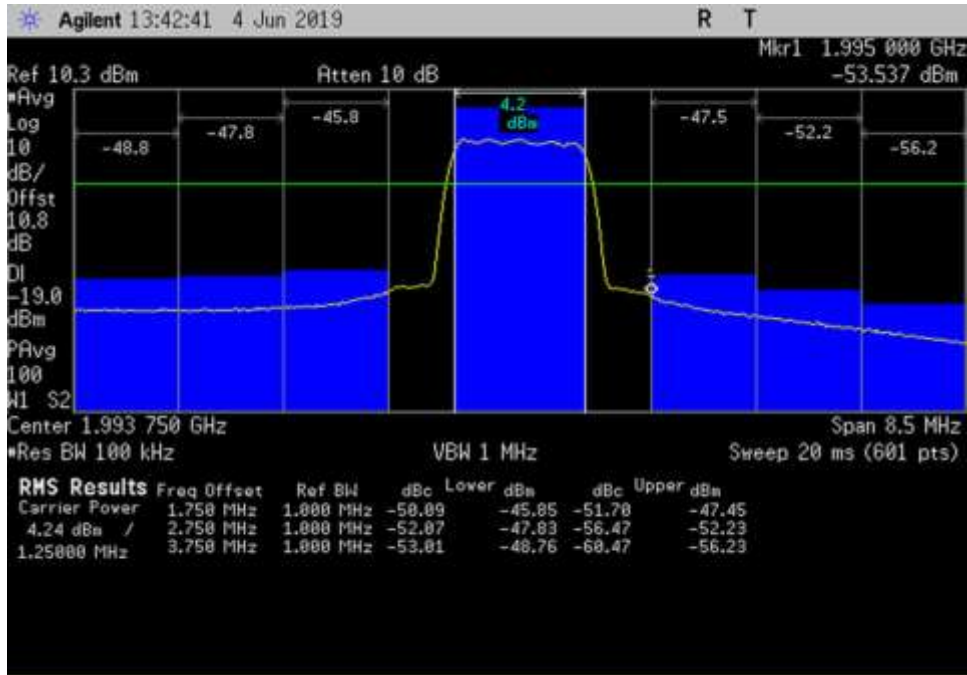 Agilent 13:42:41 4 Jun 2019 R T
Mkr1 1.995 000 GHz
Ref 10.3 dBm Atten 10 dB -53.537 dBm
*Avg
Log
10
dB/
Offst
10.8
dB
DI
-19.0
dBm
PAvg
100
W1 S2
-48.8 -47.8 -45.8 4.2 dBm -47.5 -52.2 -56.2
1
Center 1.993 750 GHz Span 8.5 MHz
*Res BW 100 kHz VBW 1 MHz Sweep 20 ms (601 pts)
RMS Results Freq Offset Ref BW dBc Lower dBm dBc Upper dBm
Carrier Power 1.750 MHz 1.000 MHz -50.09 -45.85 -51.70 -47.45
4.24 dBm / 2.750 MHz 1.000 MHz -52.07 -47.83 -56.47 -52.23
1.25000 MHz 3.750 MHz 1.000 MHz -53.01 -48.76 -60.47 -56.23